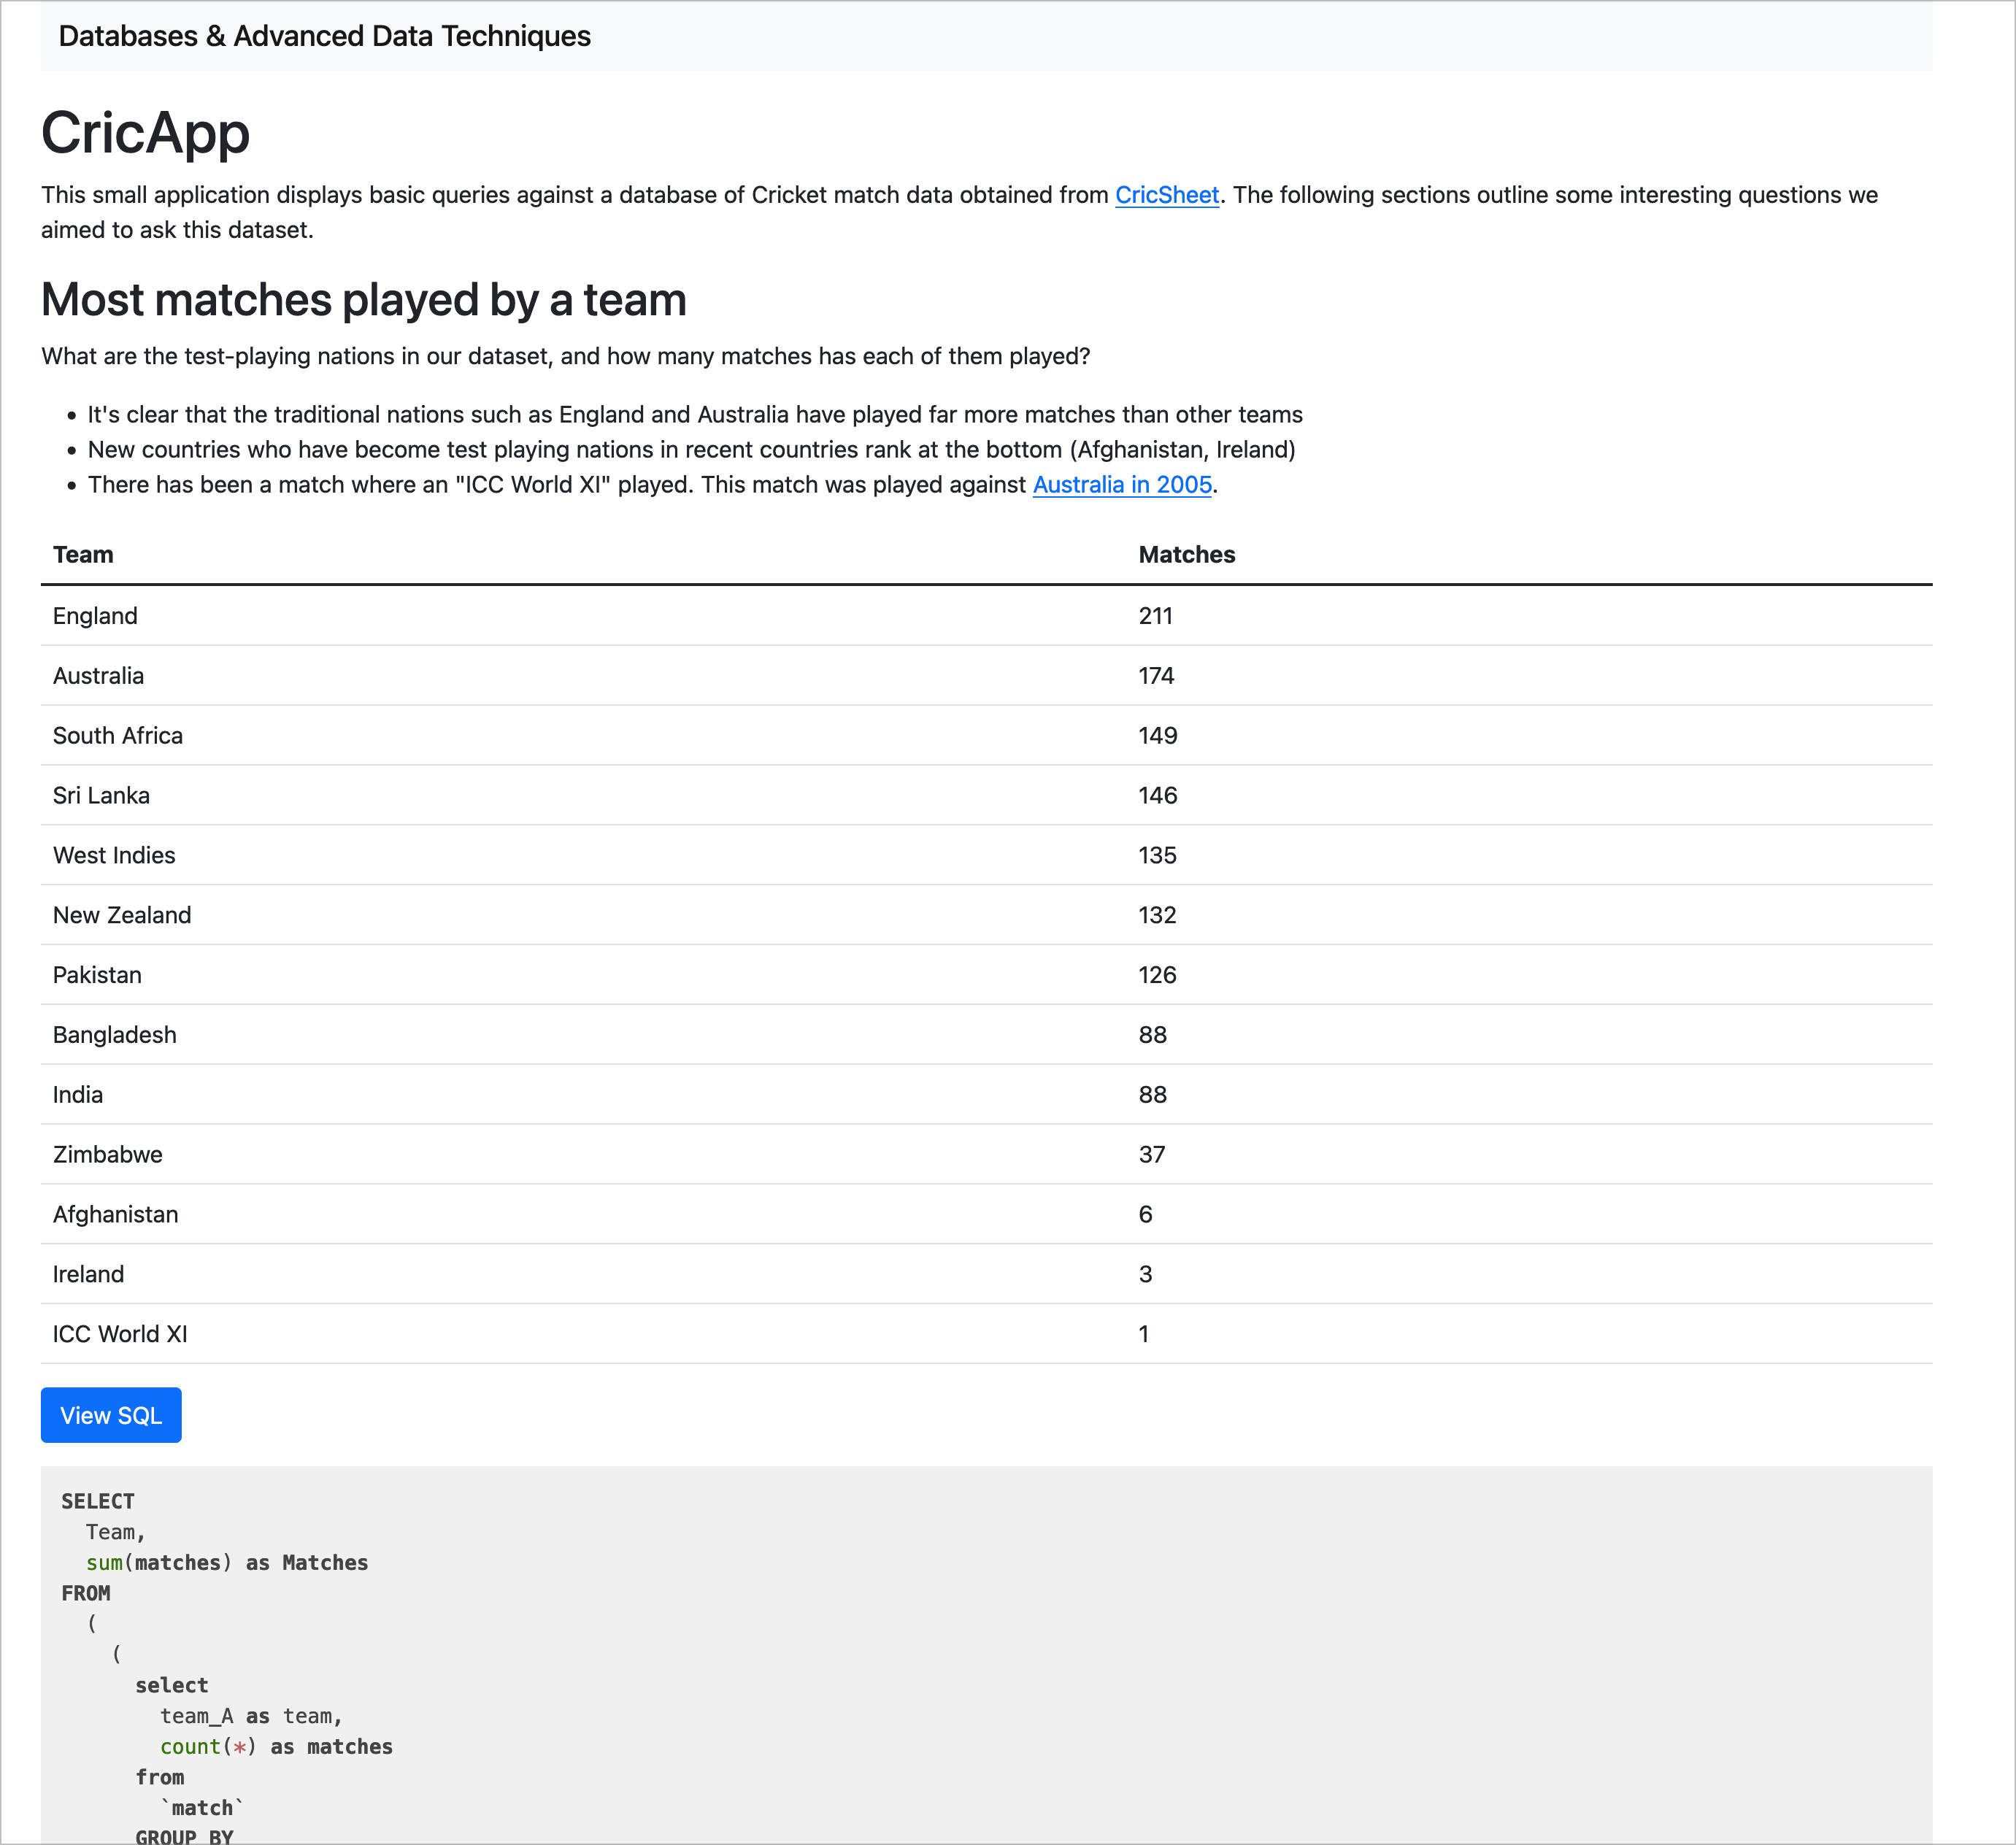 Databases & Advanced Data Techniques
CricApp
This small application displays basic queries against a database of Cricket match data obtained from CricSheet. The following sections outline some interesting questions we
aimed to ask this dataset.
Most matches played by a team
What are the test-playing nations in our dataset, and how many matches has each of them played?
• It's clear that the traditional nations such as England and Australia have played far more matches than other teams
• New countries who have become test playing nations in recent countries rank at the bottom (Afghanistan, Ireland)
• There has been a match where an "ICC World XI" played. This match was played against Australia in 2005.
Team Matches
England 211
Australia 174
South Africa 149
Sri Lanka 146
West Indies 135
New Zealand 132
Pakistan 126
Bangladesh 88
India 88
Zimbabwe 37
Afghanistan 6
Ireland 3
ICC World XI 1
View SQL
SELECT
  Team,
  sum(matches) as Matches
FROM
  (
    (
      select
        team_A as team,
        count(*) as matches
      from
        `match`
      GROUP BY